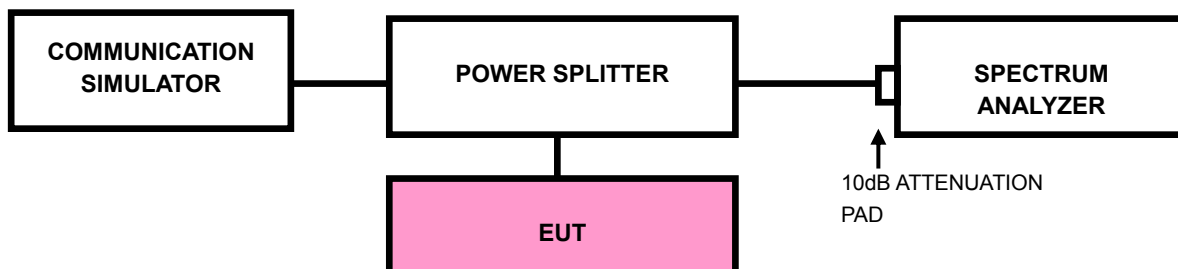 COMMUNICATION
SIMULATOR
POWER SPLITTER
SPECTRUM
ANALYZER
10dB ATTENUATION
PAD
EUT